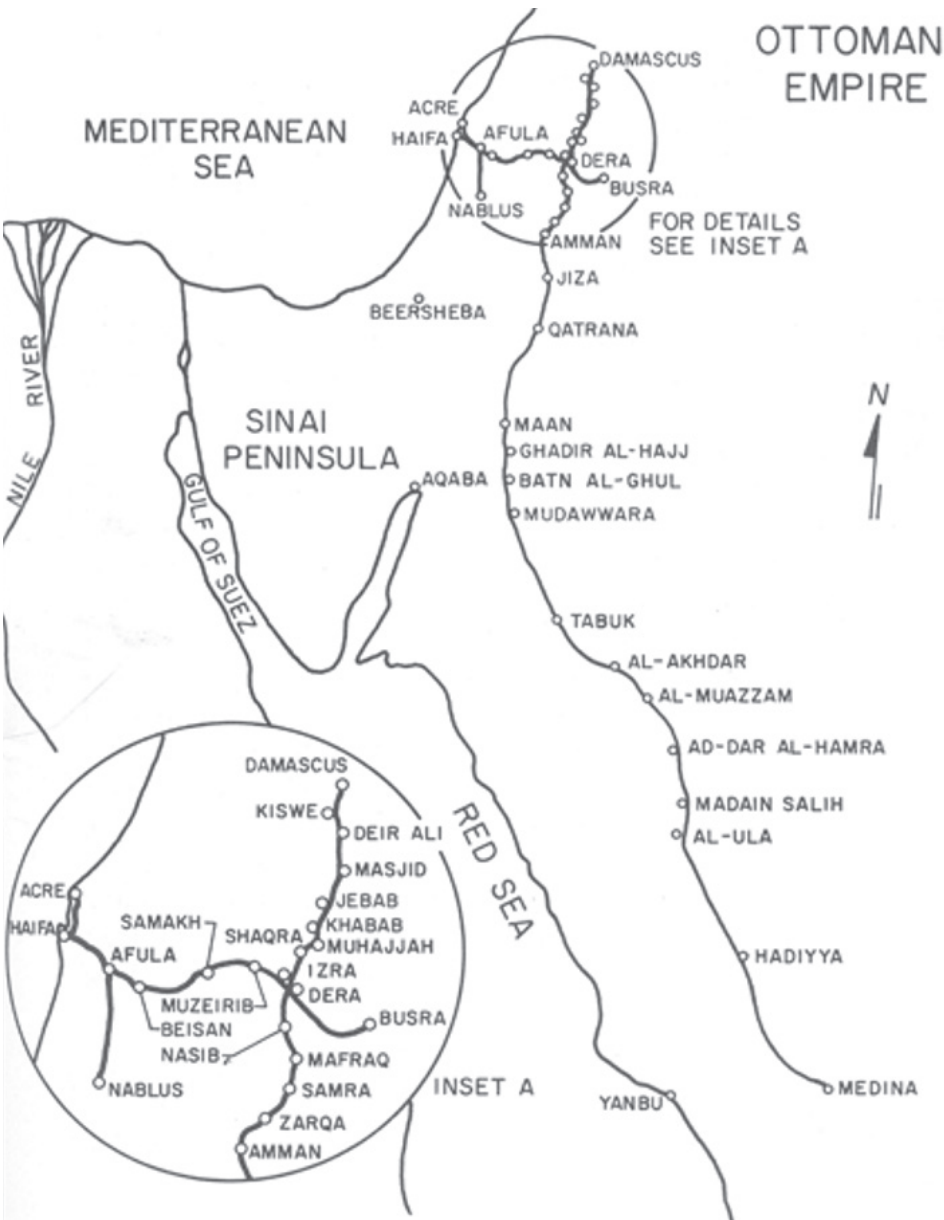 OTTOMAN
EMPIRE
MEDITERRANEAN
SEA
DAMASCUS
ACRE
HAIFA
AFULA
DERA
BUSRA
NABLUS
FOR DETAILS
SEE INSET A
AMMAN
JIZA
BEERSHEBA
QATRANA
NILE RIVER
SINAI
PENINSULA
N
MAAN
GHADIR AL-HAJJ
AQABA
BATN AL-GHUL
MUDAWWARA
GULF OF SUEZ
TABUK
AL-AKHDAR
AL-MUAZZAM
AD-DAR AL-HAMRA
MADAIN SALIH
AL-ULA
RED SEA
HADIYYA
MEDINA
YANBU
DAMASCUS
KISWE
DEIR ALI
MASJID
ACRE
JEBAB
HAIFA
SAMAKH
KHABAB
SHAQRA
MUHAJJAH
AFULA
IZRA
DERA
MUZEIRIB
BEISAN
BUSRA
NASIB
MAFRAQ
NABLUS
SAMRA
INSET A
ZARQA
AMMAN